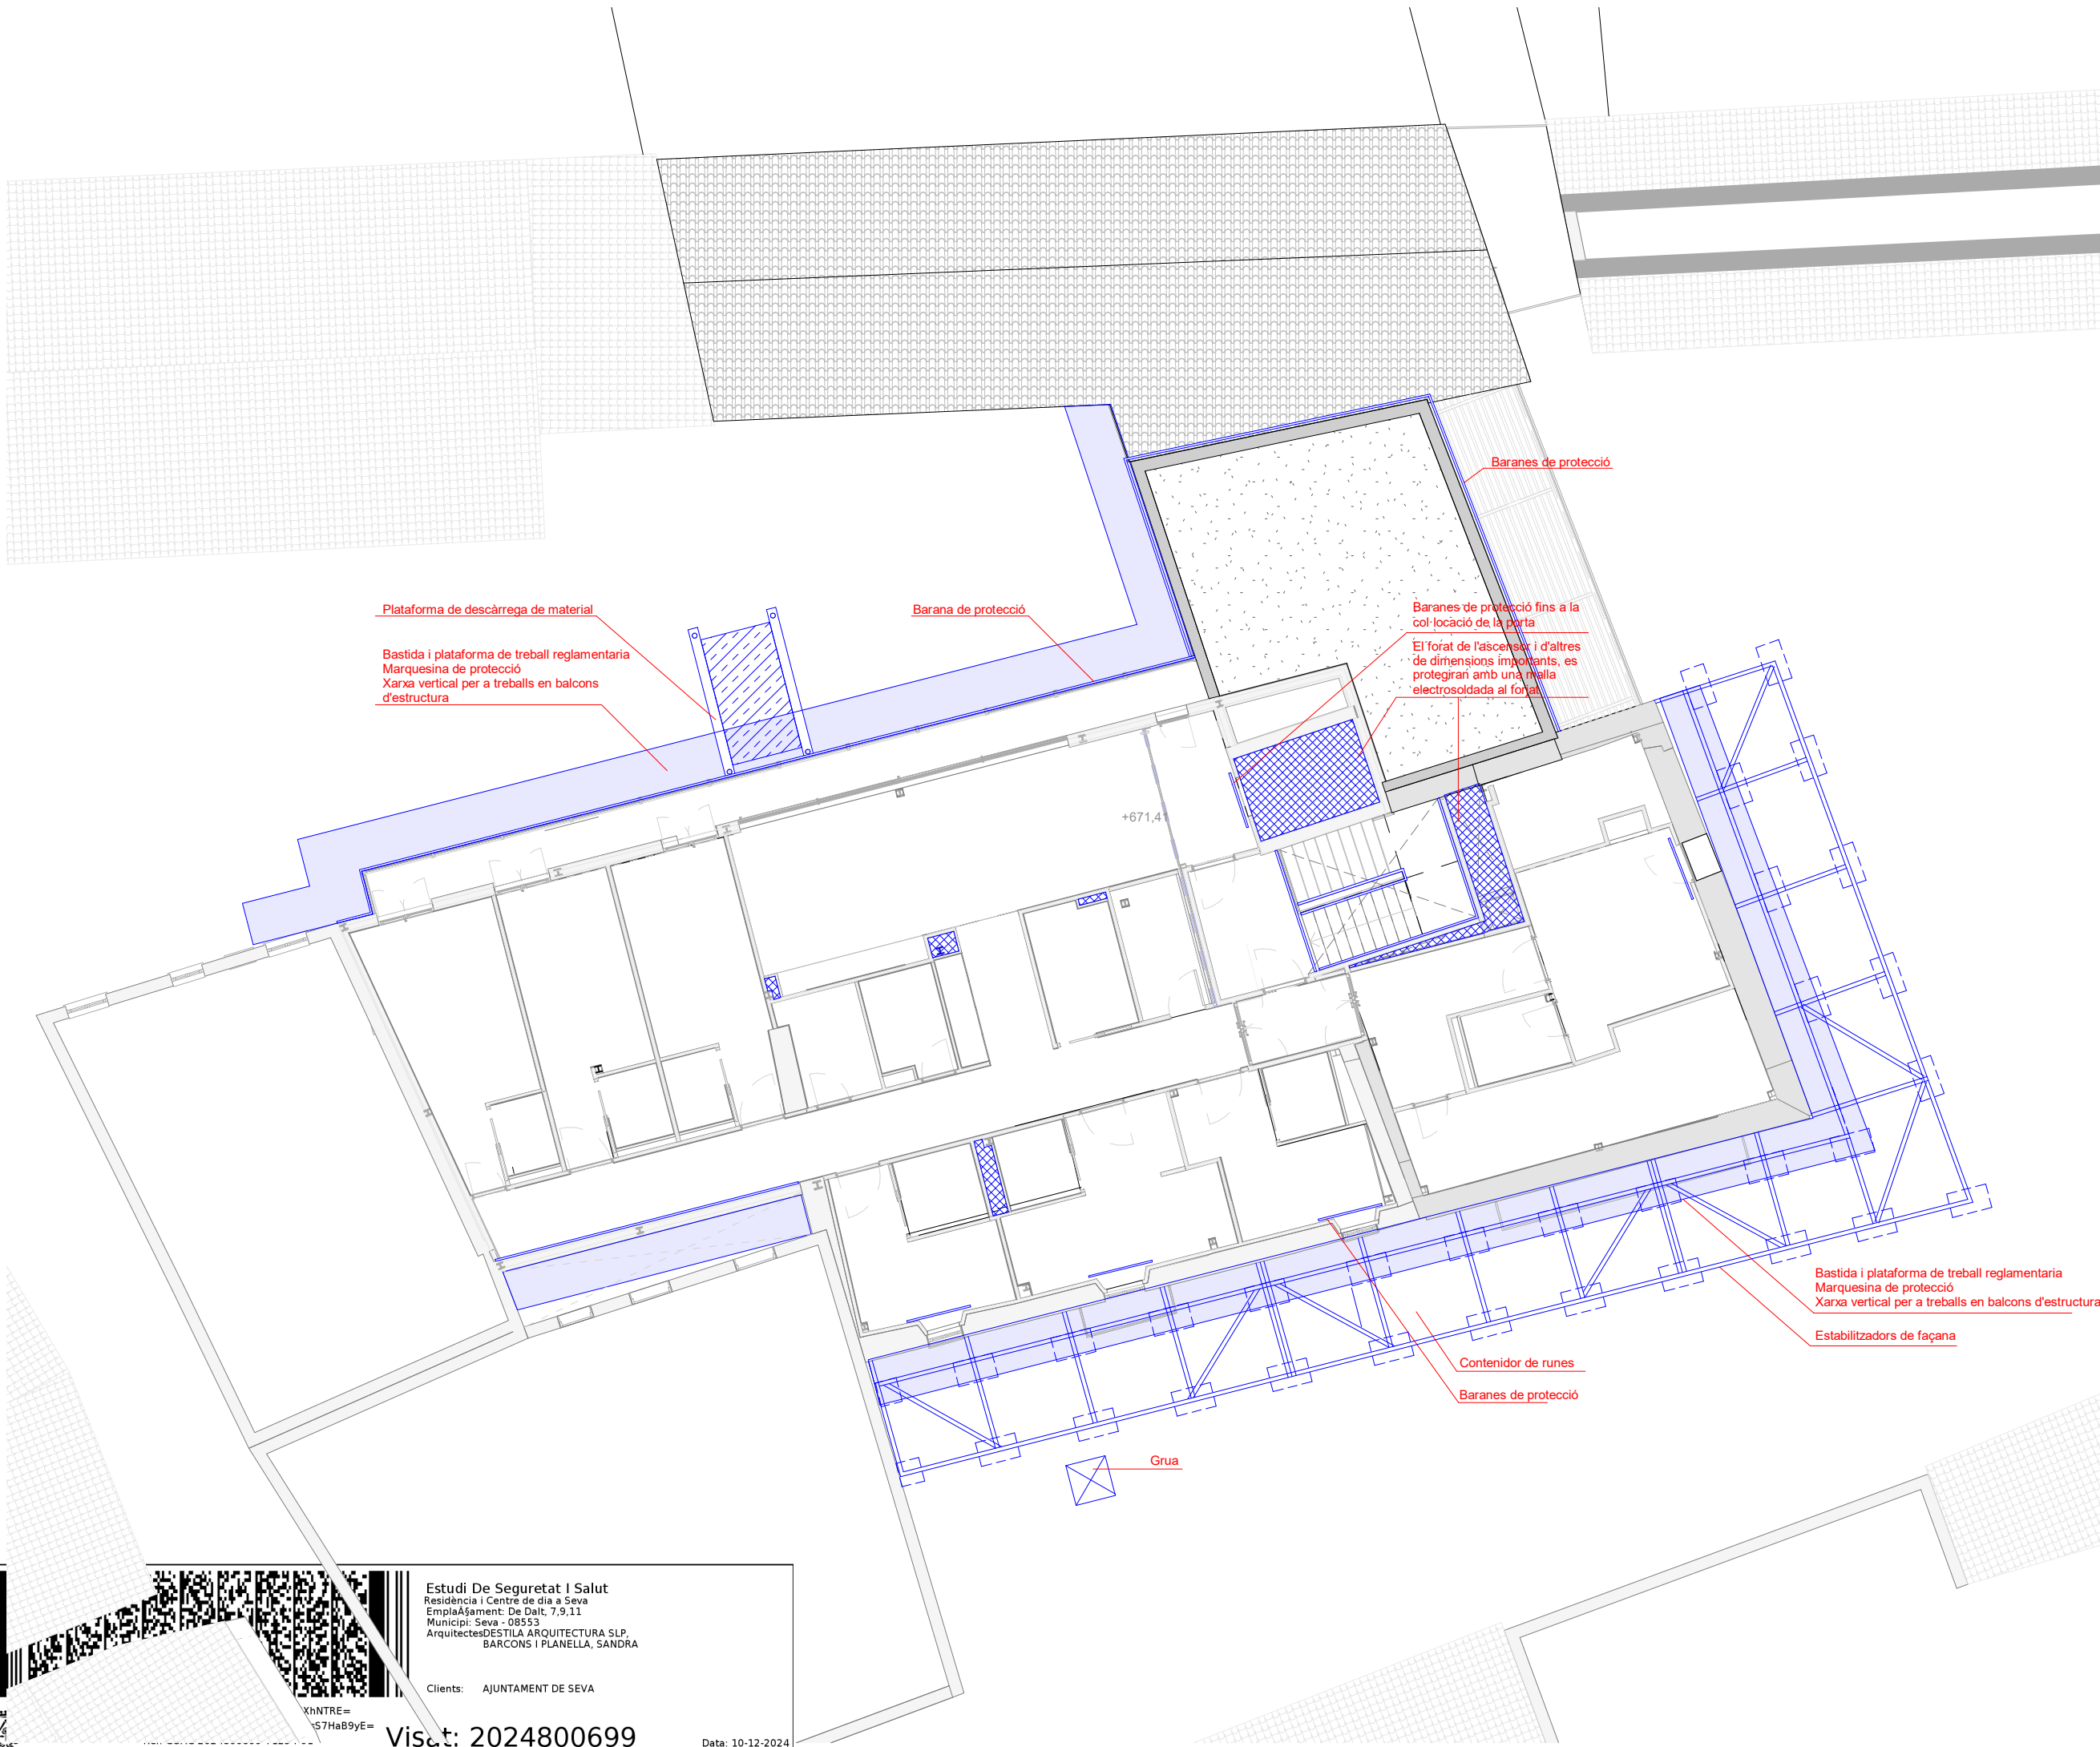 Baranes de protecció
Plataforma de descàrrega de material
Barana de protecció
Baranes de protecció fins a la
col·locació de la porta
El forat de l'ascensor i d'altres
de dimensions importants, es
protegiran amb una malla
electrosoldada al forjat
Bastida i plataforma de treball reglamentaria
Marquesina de protecció
Xarxa vertical per a treballs en balcons
d'estructura
+671,41
Bastida i plataforma de treball reglamentaria
Marquesina de protecció
Xarxa vertical per a treballs en balcons d'estructura
Estabilitzadors de façana
Contenidor de runes
Baranes de protecció
Grua
Estudi De Seguretat I Salut
Residència i Centre de dia a Seva
EmplaÃ§ament: De Dalt, 7,9,11
Municipi: Seva - 08553
Arquitectes DESTILA ARQUITECTURA SLP,
BARCONS I PLANELLA, SANDRA
Clients: AJUNTAMENT DE SEVA
XhNTRE=
S7HaB9yE=
Visat: 2024800699
Data: 10-12-2024